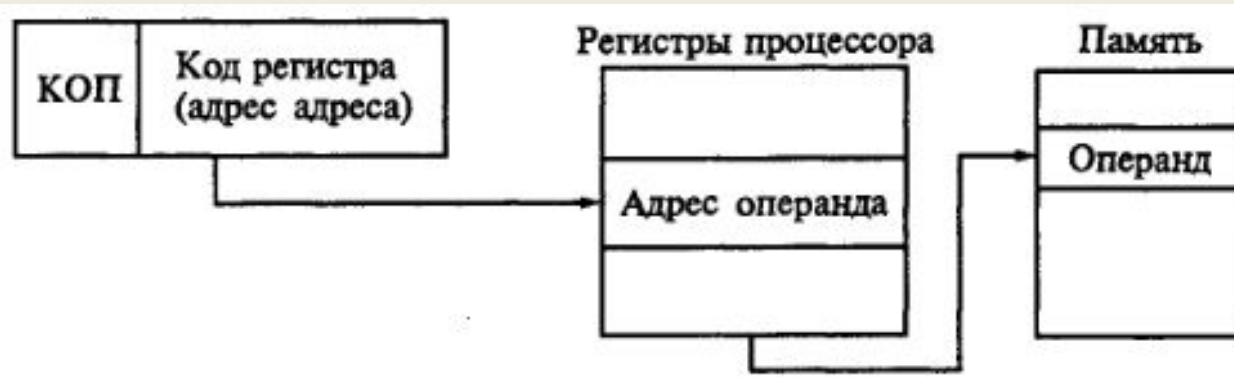 КОП
Код регистра
(адрес адреса)
Регистры процессора
Адрес операнда
Память
Операнд